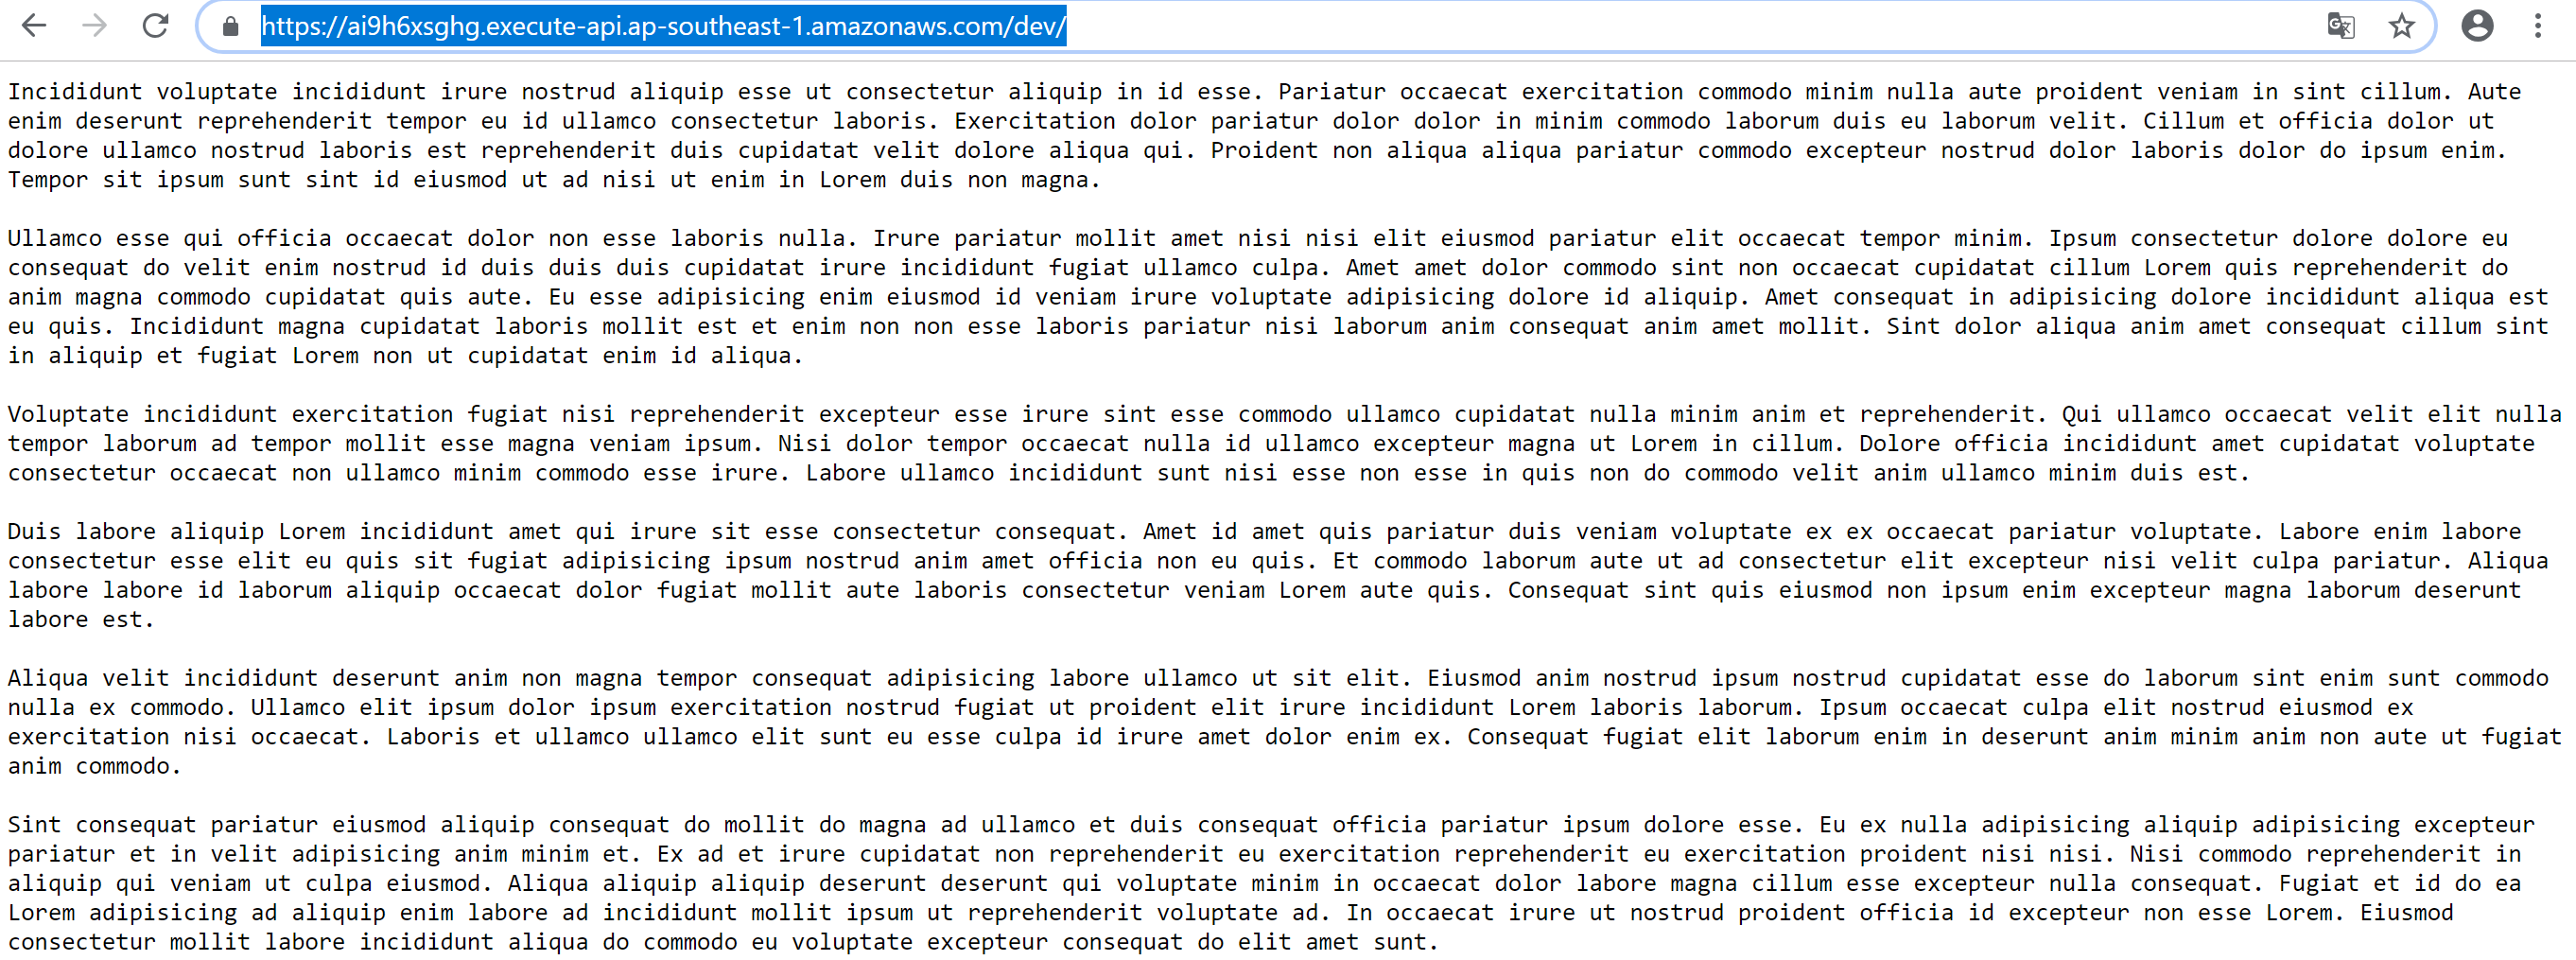 https://ai9h6xsghg.execute-api.ap-southeast-1.amazonaws.com/dev/
Incididunt voluptate incididunt irure nostrud aliquip esse ut consectetur aliquip in id esse. Pariatur occaecat exercitation commodo minim nulla aute proident veniam in sint cillum. Aute
enim deserunt reprehenderit tempor eu id ullamco consectetur laboris. Exercitation dolor pariatur dolor dolor in minim commodo laborum duis eu laborum velit. Cillum et officia dolor ut
dolore ullamco nostrud laboris est reprehenderit duis cupidatat velit dolore aliqua qui. Proident non aliqua aliqua pariatur commodo excepteur nostrud dolor laboris dolor do ipsum enim.
Tempor sit ipsum sunt sint id eiusmod ut ad nisi ut enim in Lorem duis non magna.
Ullamco esse qui officia occaecat dolor non esse laboris nulla. Irure pariatur mollit amet nisi nisi elit eiusmod pariatur elit occaecat tempor minim. Ipsum consectetur dolore dolore eu
consequat do velit enim nostrud id duis duis duis cupidatat irure incididunt fugiat ullamco culpa. Amet amet dolor commodo sint non occaecat cupidatat cillum Lorem quis reprehenderit do
anim magna commodo cupidatat quis aute. Eu esse adipisicing enim eiusmod id veniam irure voluptate adipisicing dolore id aliquip. Amet consequat in adipisicing dolore incididunt aliqua est
eu quis. Incididunt magna cupidatat laboris mollit est et enim non non esse laboris pariatur nisi laborum anim consequat anim amet mollit. Sint dolor aliqua anim amet consequat cillum sint
in aliquip et fugiat Lorem non ut cupidatat enim id aliqua.
Voluptate incididunt exercitation fugiat nisi reprehenderit excepteur esse irure sint esse commodo ullamco cupidatat nulla minim anim et reprehenderit. Qui ullamco occaecat velit elit nulla
tempor laborum ad tempor mollit esse magna veniam ipsum. Nisi dolor tempor occaecat nulla id ullamco excepteur magna ut Lorem in cillum. Dolore officia incididunt amet cupidatat voluptate
consectetur occaecat non ullamco minim commodo esse irure. Labore ullamco incididunt sunt nisi esse non esse in quis non do commodo velit anim ullamco minim duis est.
Duis labore aliquip Lorem incididunt amet qui irure sit esse consectetur consequat. Amet id amet quis pariatur duis veniam voluptate ex ex occaecat pariatur voluptate. Labore enim labore
consectetur esse elit eu quis sit fugiat adipisicing ipsum nostrud anim amet officia non eu quis. Et commodo laborum aute ut ad consectetur elit excepteur nisi velit culpa pariatur. Aliqua
labore labore id laborum aliquip occaecat dolor fugiat mollit aute laboris consectetur veniam Lorem aute quis. Consequat sint quis eiusmod non ipsum enim excepteur magna laborum deserunt
labore est.
Aliqua velit incididunt deserunt anim non magna tempor consequat adipisicing labore ullamco ut sit elit. Eiusmod anim nostrud ipsum nostrud cupidatat esse do laborum sint enim sunt commodo
nulla ex commodo. Ullamco elit ipsum dolor ipsum exercitation nostrud fugiat ut proident elit irure incididunt Lorem laboris laborum. Ipsum occaecat culpa elit nostrud eiusmod ex
exercitation nisi occaecat. Laboris et ullamco ullamco elit sunt eu esse culpa id irure amet dolor enim ex. Consequat fugiat elit laborum enim in deserunt anim minim anim non aute ut fugiat
anim commodo.
Sint consequat pariatur eiusmod aliquip consequat do mollit do magna ad ullamco et duis consequat officia pariatur ipsum dolore esse. Eu ex nulla adipisicing aliquip adipisicing excepteur
pariatur et in velit adipisicing anim minim et. Ex ad et irure cupidatat non reprehenderit eu exercitation reprehenderit eu exercitation proident nisi nisi. Nisi commodo reprehenderit in
aliquip qui veniam ut culpa eiusmod. Aliqua aliquip aliquip deserunt deserunt qui voluptate minim in occaecat dolor labore magna cillum esse excepteur nulla consequat. Fugiat et id do ea
Lorem adipisicing ad aliquip enim labore ad incididunt mollit ipsum ut reprehenderit voluptate ad. In occaecat irure ut nostrud proident officia id excepteur non esse Lorem. Eiusmod
consectetur mollit labore incididunt aliqua do commodo eu voluptate excepteur consequat do elit amet sunt.